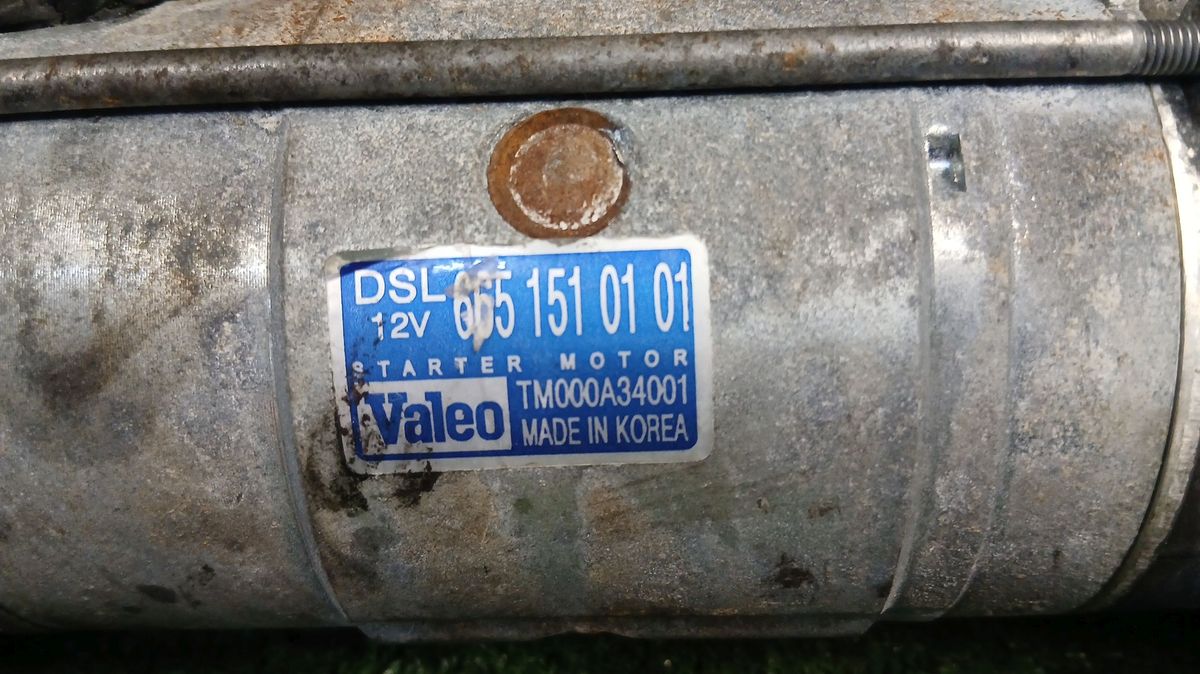 DSL 665 151 01 01
12V
STARTER MOTOR
Valeo TM000A34001
MADE IN KOREA